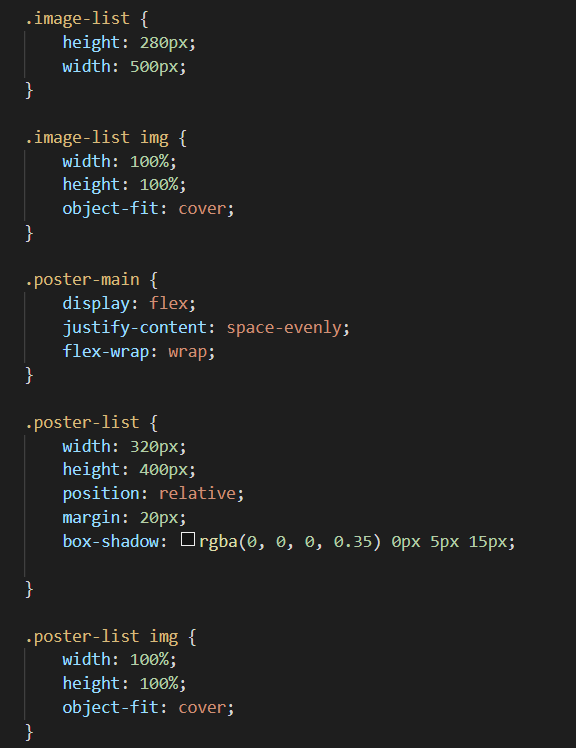 .image-list {
    height: 280px;
    width: 500px;
}

.image-list img {
    width: 100%;
    height: 100%;
    object-fit: cover;
}

.poster-main {
    display: flex;
    justify-content: space-evenly;
    flex-wrap: wrap;
}

.poster-list {
    width: 320px;
    height: 400px;
    position: relative;
    margin: 20px;
    box-shadow: rgba(0, 0, 0, 0.35) 0px 5px 15px;

}

.poster-list img {
    width: 100%;
    height: 100%;
    object-fit: cover;
}